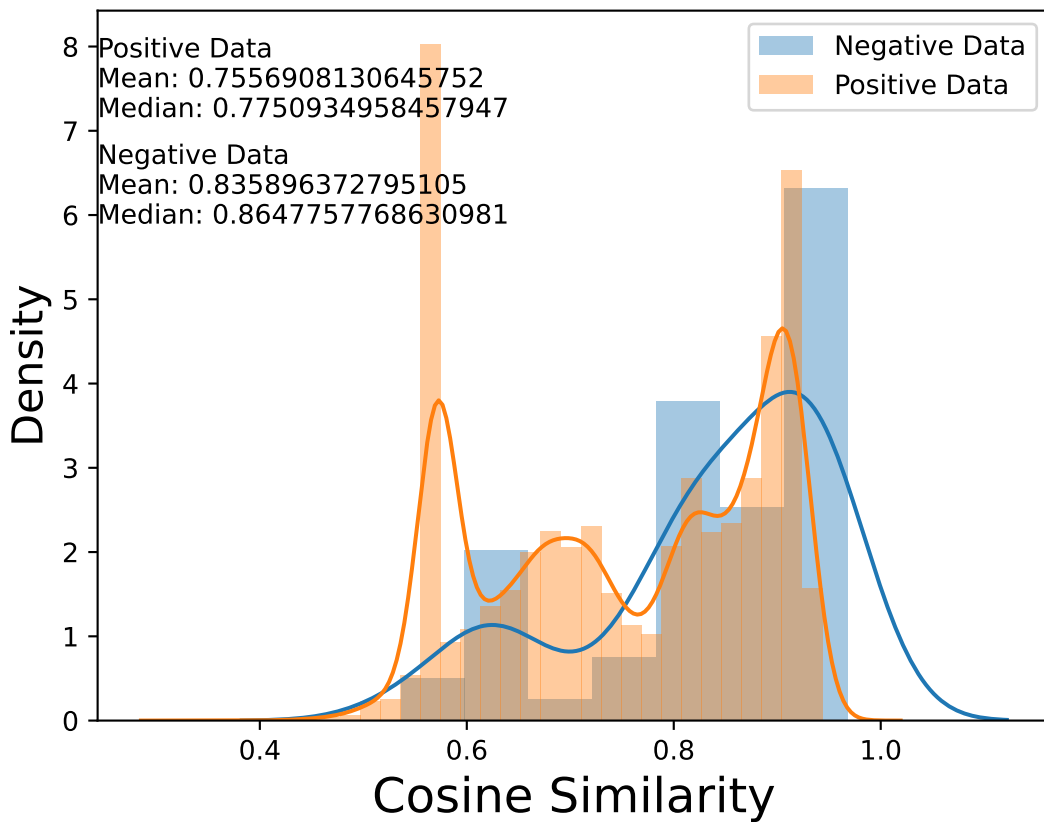 Positive Data
Mean: 0.7556908130645752
Median: 0.7750934958457947
Negative Data
Mean: 0.835896372795105
Median: 0.8647757768630981
Negative Data
Positive Data
8
7
6
5
4
3
2
1
0
Density
0.4 0.6 0.8 1.0
Cosine Similarity